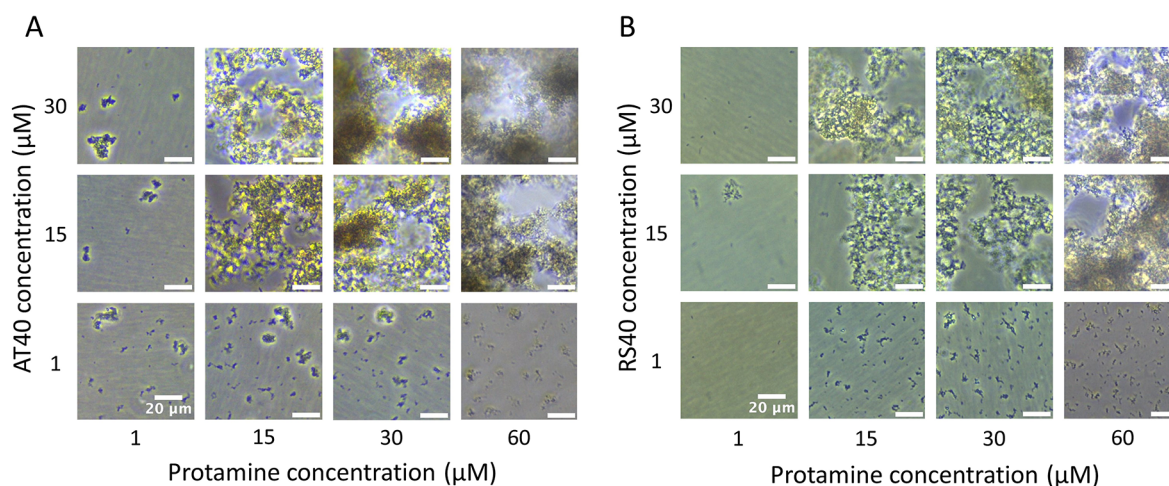 A
B
AT40 concentration (μM)
30
15
1
20 μm
1
15
30
60
Protamine concentration (μM)
RS40 concentration (μM)
30
15
1
20 μm
1
15
30
60
Protamine concentration (μM)